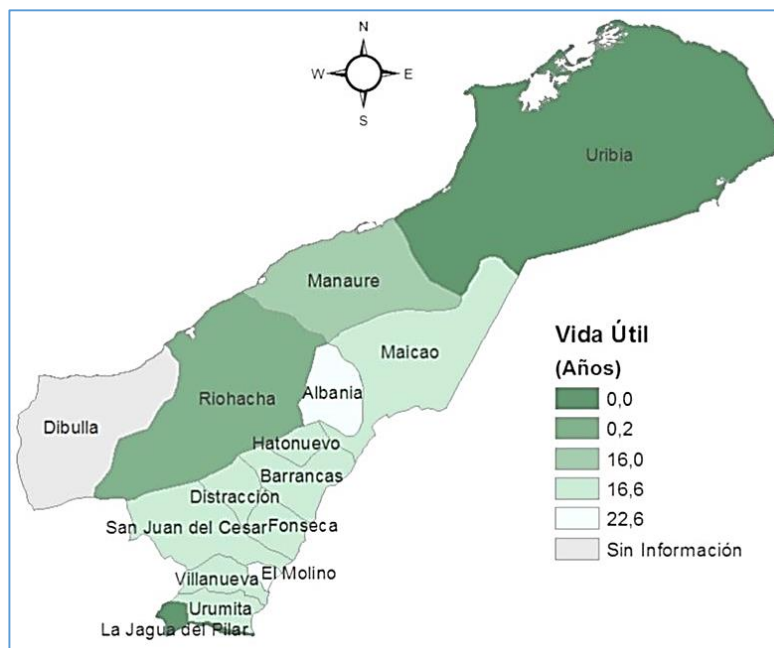 N
W E
S
Uribia
Manaure
Maicao
Albania
Riohacha
Dibulla
Hatonuevo
Barrancas
Distracción
San Juan del Cesar
Fonseca
El Molino
Villanueva
Urumita
La Jagua del Pilar
Vida Útil
(Años)
0,0
0,2
16,0
16,6
22,6
Sin Información